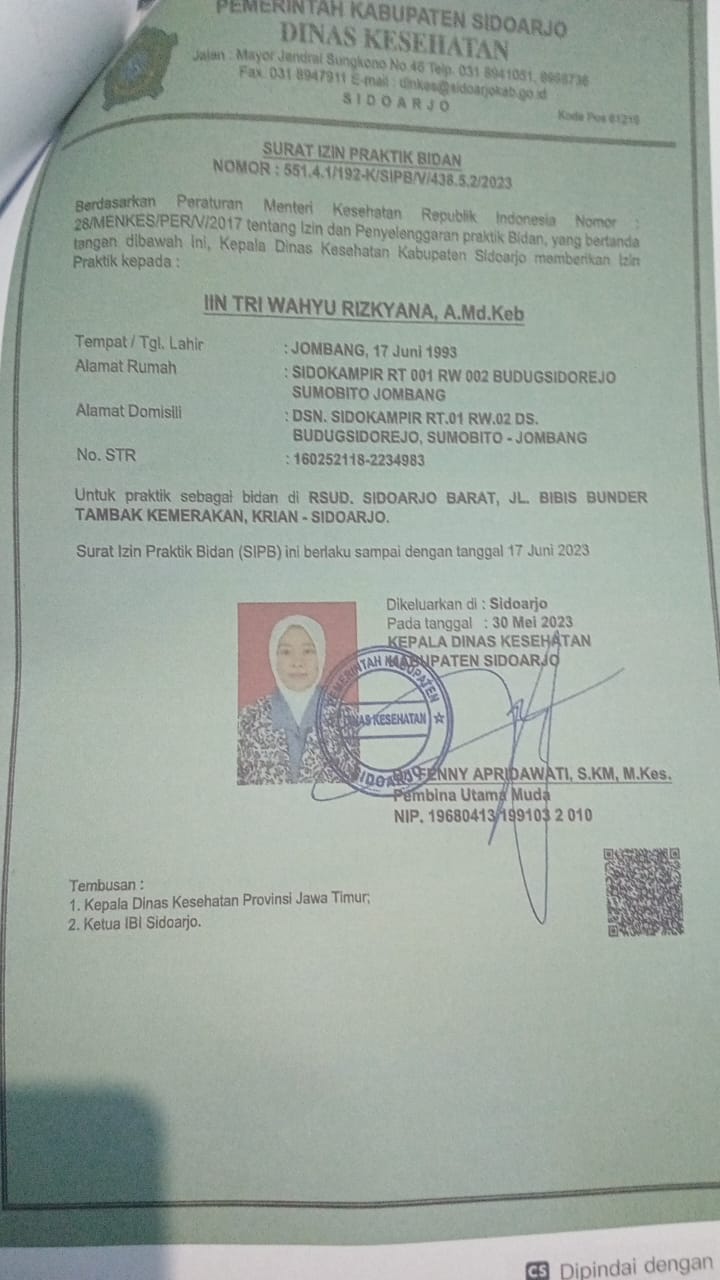 PEMERINTAH KABUPATEN SIDOARJO
DINAS KESEHATAN
Jalan : Mayor Jendral Sungkono No.46 Telp. 031 8941051, 8968736
Fax. 031 8947911 E-mail : dinkes@sidoarjokab.go.id
SIDOARJO
Kode Pos 61219
SURAT IZIN PRAKTIK BIDAN
NOMOR : 551.4.1/192-K/SIPB/V/438.5.2/2023
Berdasarkan Peraturan Menteri Kesehatan Republik Indonesia Nomor :
28/MENKES/PER/V/2017 tentang Izin dan Penyelenggaran praktik Bidan, yang bertanda
tangan dibawah ini, Kepala Dinas Kesehatan Kabupaten Sidoarjo memberikan Izin
Praktik kepada :
IIN TRI WAHYU RIZKYANA, A.Md.Keb
Tempat / Tgl. Lahir : JOMBANG, 17 Juni 1993
Alamat Rumah : SIDOKAMPIR RT 001 RW 002 BUDUGSIDOREJO
SUMOBITO JOMBANG
Alamat Domisili : DSN. SIDOKAMPIR RT.01 RW.02 DS.
BUDUGSIDOREJO, SUMOBITO - JOMBANG
No. STR : 160252118-2234983
Untuk praktik sebagai bidan di RSUD. SIDOARJO BARAT, JL. BIBIS BUNDER
TAMBAK KEMERAKAN, KRIAN - SIDOARJO.
Surat Izin Praktik Bidan (SIPB) ini berlaku sampai dengan tanggal 17 Juni 2023
Dikeluarkan di : Sidoarjo
Pada tanggal : 30 Mei 2023
KEPALA DINAS KESEHATAN
KABUPATEN SIDOARJO
PEMERINTAH KABUPATEN
DINAS KESEHATAN
SIDOARJO
FENNY APRIDAWATI, S.KM, M.Kes.
Pembina Utama Muda
NIP. 19680413 199103 2 010
Tembusan :
1. Kepala Dinas Kesehatan Provinsi Jawa Timur;
2. Ketua IBI Sidoarjo.
CS Dipindai dengan